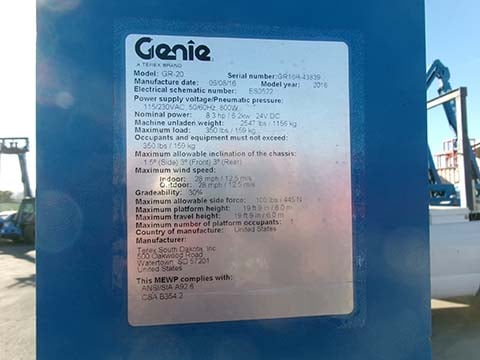 Genie
A TEREX BRAND
Model: GR-20 Serial number: GR16R-43839
Manufacture date: 06/08/16 Model year: 2016
Electrical schematic number: ES0522
Power supply voltage/Pneumatic pressure:
115/230VAC, 50/60Hz, 800W
Nominal power: 8.3 hp / 6.2kw 24V DC
Machine unladen weight: 2547 lbs / 1156 kg
Maximum load: 350 lbs / 159 kg
Occupants and equipment must not exceed:
350 lbs / 159 kg
Maximum allowable inclination of the chassis:
1.5° (Side) 3° (Front) 3° (Rear)
Maximum wind speed:
Indoor: 28 mph / 12.5 m/s
Outdoor: 28 mph / 12.5 m/s
Gradeability: 30%
Maximum allowable side force: 100 lbs / 445 N
Maximum platform height: 19 ft 9 in / 6.0 m
Maximum travel height: 19 ft 9 in / 6.0 m
Maximum number of platform occupants: 1
Country of manufacture: United States
Manufacturer:
Terex South Dakota, Inc
500 Oakwood Road
Watertown, SD 57201
United States
This MEWP complies with:
ANSI/SIA A92.6
CSA B354.2